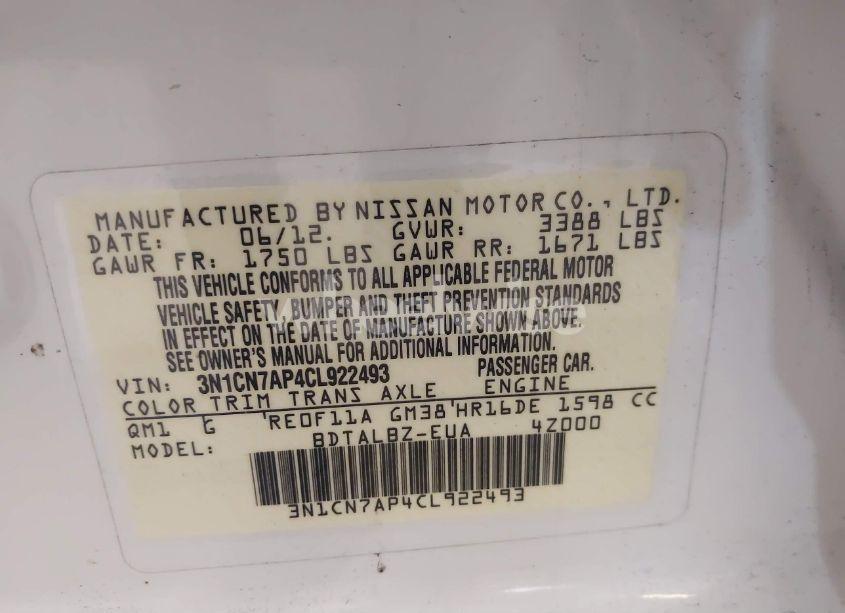 MANUFACTURED BY NISSAN MOTOR CO., LTD.
DATE: 06/12. GVWR: 3388 LBS
GAWR FR: 1750 LBS GAWR RR: 1671 LBS
THIS VEHICLE CONFORMS TO ALL APPLICABLE FEDERAL MOTOR
VEHICLE SAFETY, BUMPER AND THEFT PREVENTION STANDARDS
IN EFFECT ON THE DATE OF MANUFACTURE SHOWN ABOVE.
SEE OWNER'S MANUAL FOR ADDITIONAL INFORMATION.
VIN: 3N1CN7AP4CL922493 PASSENGER CAR.
COLOR TRIM TRANS AXLE ENGINE
QM1 G 'RE0F11A GM38'HR16DE 1598 CC
MODEL: BDTALBZ-EUA 4Z000
3N1CN7AP4CL922493